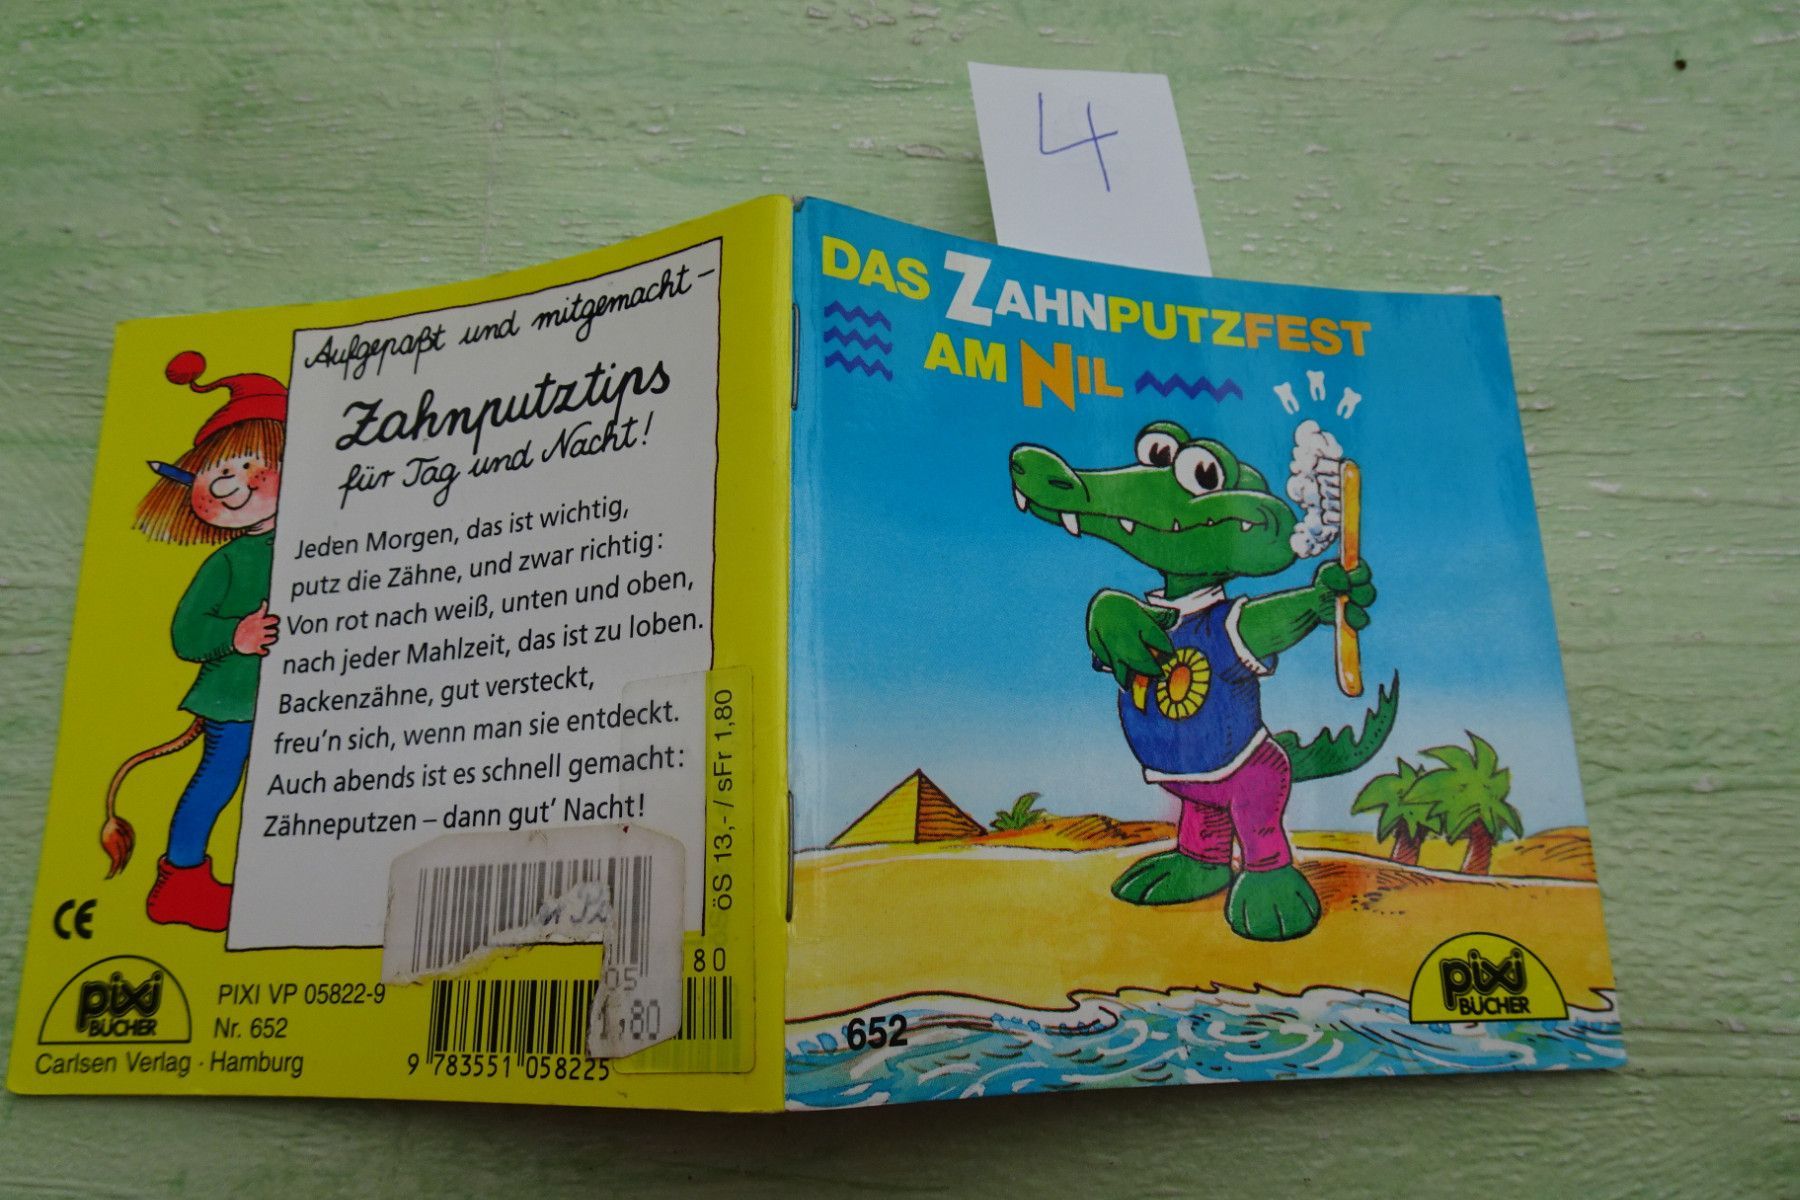 4
Aufgepaßt und mitgemacht –
Zahnputztips
für Tag und Nacht!
Jeden Morgen, das ist wichtig,
putz die Zähne, und zwar richtig:
Von rot nach weiß, unten und oben,
nach jeder Mahlzeit, das ist zu loben.
Backenzähne, gut versteckt,
freu'n sich, wenn man sie entdeckt.
Auch abends ist es schnell gemacht:
Zähneputzen – dann gut' Nacht!
öS 13,- / sFr 1,80
80
05
1,80
CE
pixi
BÜCHER
PIXI VP 05822-9
Nr. 652
Carlsen Verlag · Hamburg
9 783551 058225
DAS ZAHNPUTZFEST
AM NIL
652
pixi
BÜCHER